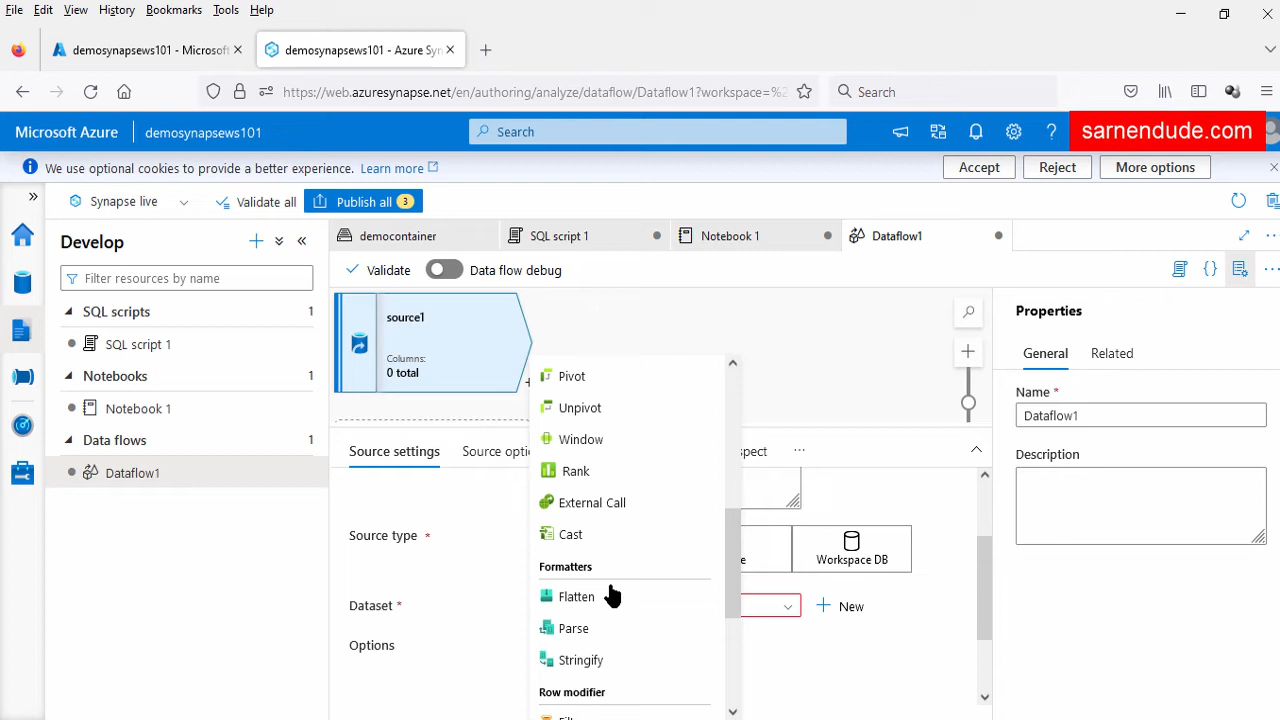 File Edit View History Bookmarks Tools Help
demosynapsews101 - Microsoft
demosynapsews101 - Azure Syn
https://web.azuresynapse.net/en/authoring/analyze/dataflow/Dataflow1?workspace=%2
Search
Microsoft Azure
demosynapsews101
Search
sarnendude.com
We use optional cookies to provide a better experience. Learn more
Accept
Reject
More options
Synapse live
Validate all
Publish all 3
Develop
democontainer
SQL script 1
Notebook 1
Dataflow1
Filter resources by name
Validate
Data flow debug
SQL scripts 1
SQL script 1
Notebooks 1
Notebook 1
Data flows 1
Dataflow1
source1
Columns:
0 total
Pivot
Unpivot
Window
Rank
External Call
Cast
Formatters
Flatten
Parse
Stringify
Row modifier
Source settings
Source opti
spect
Source type *
Workspace DB
Dataset *
New
Options
Properties
General
Related
Name *
Dataflow1
Description